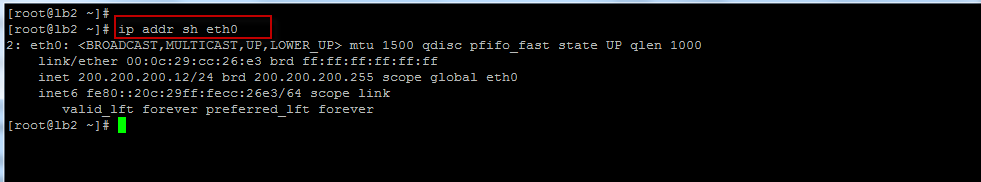 [root@lb2 ~]#
[root@lb2 ~]# ip addr sh eth0
2: eth0: <BROADCAST,MULTICAST,UP,LOWER_UP> mtu 1500 qdisc pfifo_fast state UP qlen 1000
    link/ether 00:0c:29:cc:26:e3 brd ff:ff:ff:ff:ff:ff
    inet 200.200.200.12/24 brd 200.200.200.255 scope global eth0
    inet6 fe80::20c:29ff:fecc:26e3/64 scope link
       valid_lft forever preferred_lft forever
[root@lb2 ~]#